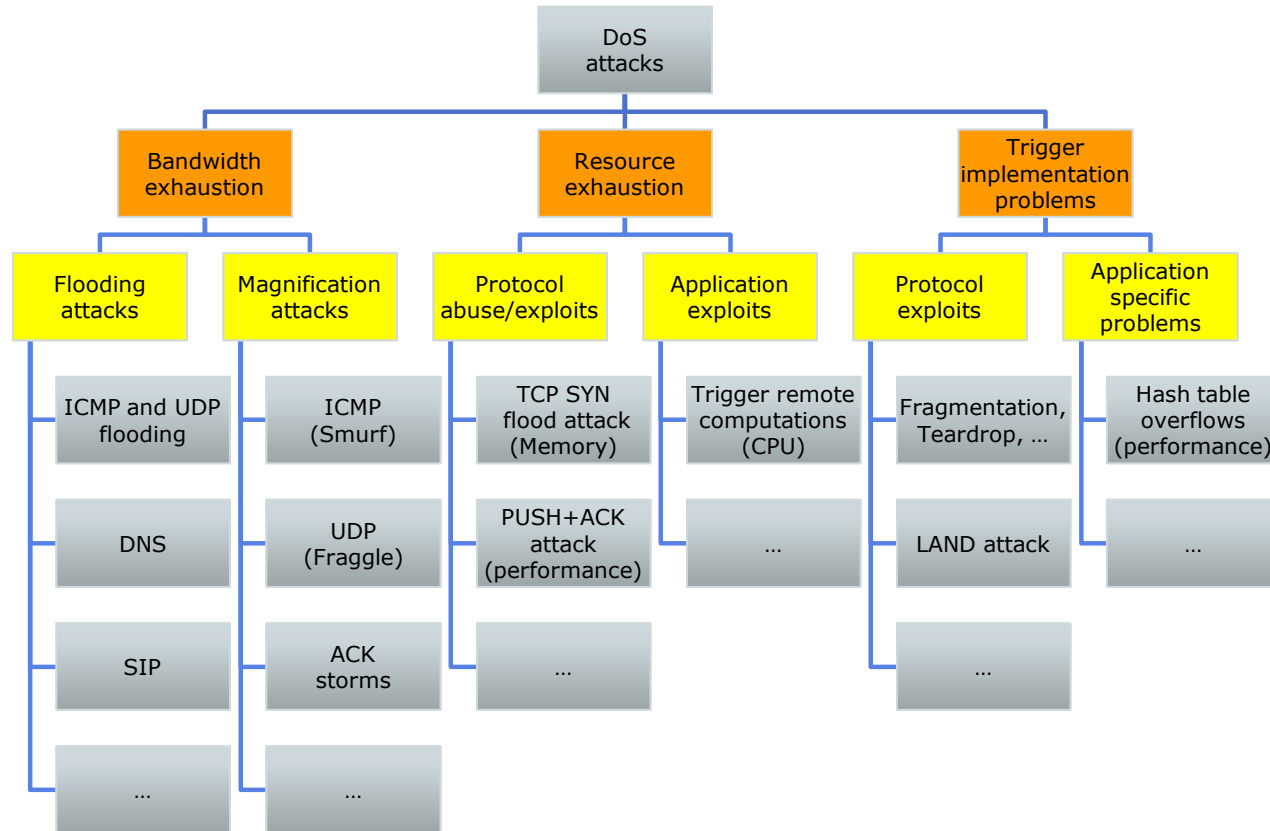 DoS
attacks
Bandwidth
exhaustion
Resource
exhaustion
Trigger
implementation
problems
Flooding
attacks
Magnification
attacks
Protocol
abuse/exploits
Application
exploits
Protocol
exploits
Application
specific
problems
ICMP and UDP
flooding
ICMP
(Smurf)
TCP SYN
flood attack
(Memory)
Trigger remote
computations
(CPU)
Fragmentation,
Teardrop, …
Hash table
overflows
(performance)
DNS
UDP
(Fraggle)
PUSH+ACK
attack
(performance)
…
LAND attack
…
SIP
ACK
storms
…
…
…
…